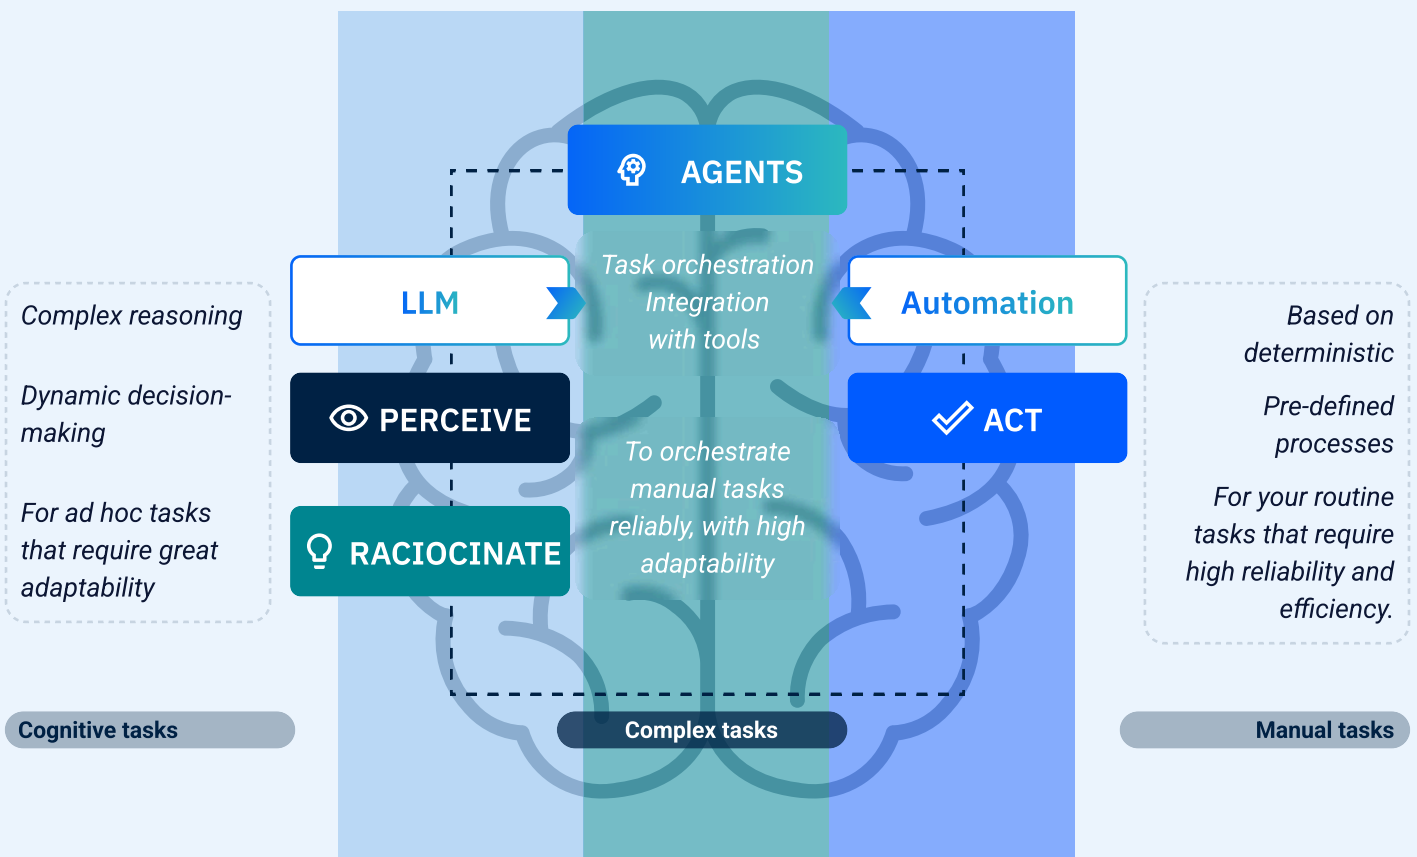 AGENTS
Task orchestration
Integration
with tools
To orchestrate
manual tasks
reliably, with high
adaptability
LLM
PERCEIVE
RACIOCINATE
Automation
ACT
Complex reasoning
Dynamic decision-
making
For ad hoc tasks
that require great
adaptability
Based on
deterministic
Pre-defined
processes
For your routine
tasks that require
high reliability and
efficiency.
Cognitive tasks
Complex tasks
Manual tasks